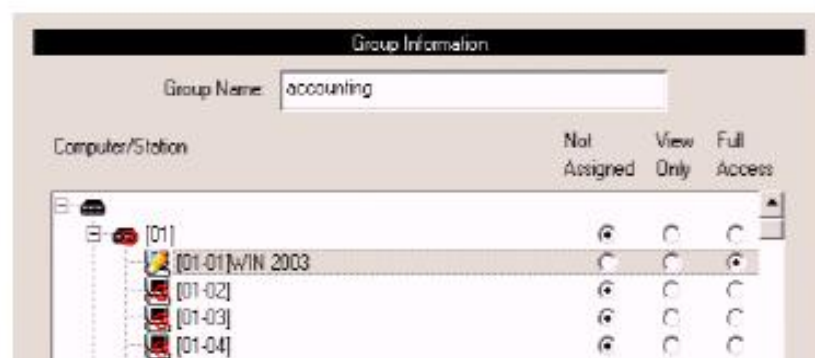 Group Information
Group Name: accounting
Computer/Station
Not Assigned
View Only
Full Access
[01]
[01-01]WIN 2003
[01-02]
[01-03]
[01-04]